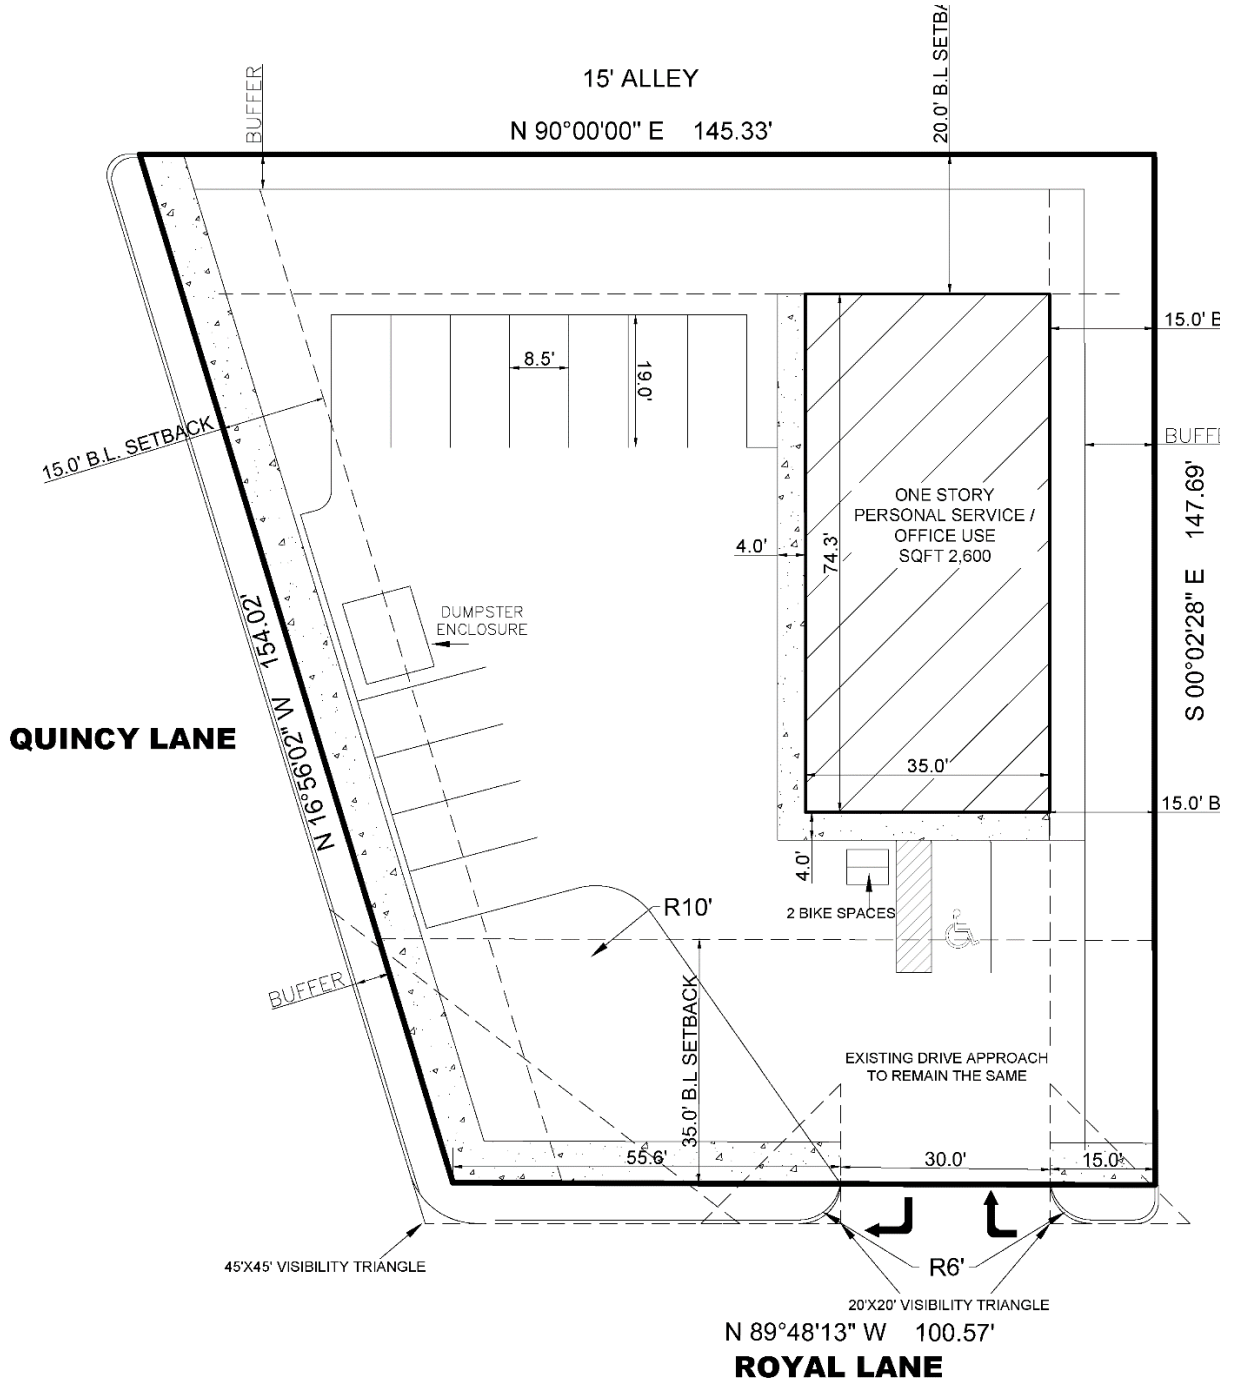 20.0' B.L SETBA
BUFFER
15' ALLEY
N 90°00'00" E 145.33'
15.0' B
8.5'
19.0'
15.0' B.L. SETBACK
BUFFE
ONE STORY
PERSONAL SERVICE /
OFFICE USE
SQFT 2,600
4.0'
74.3'
S 00°02'28" E 147.69'
DUMPSTER
ENCLOSURE
N 16°56'02" W 154.02'
QUINCY LANE
35.0'
15.0' B
4.0'
R10'
2 BIKE SPACES
BUFFER
35.0' B.L SETBACK
EXISTING DRIVE APPROACH
TO REMAIN THE SAME
55.6'
30.0'
15.0'
45'X45' VISIBILITY TRIANGLE
R6'
20'X20' VISIBILITY TRIANGLE
N 89°48'13" W 100.57'
ROYAL LANE